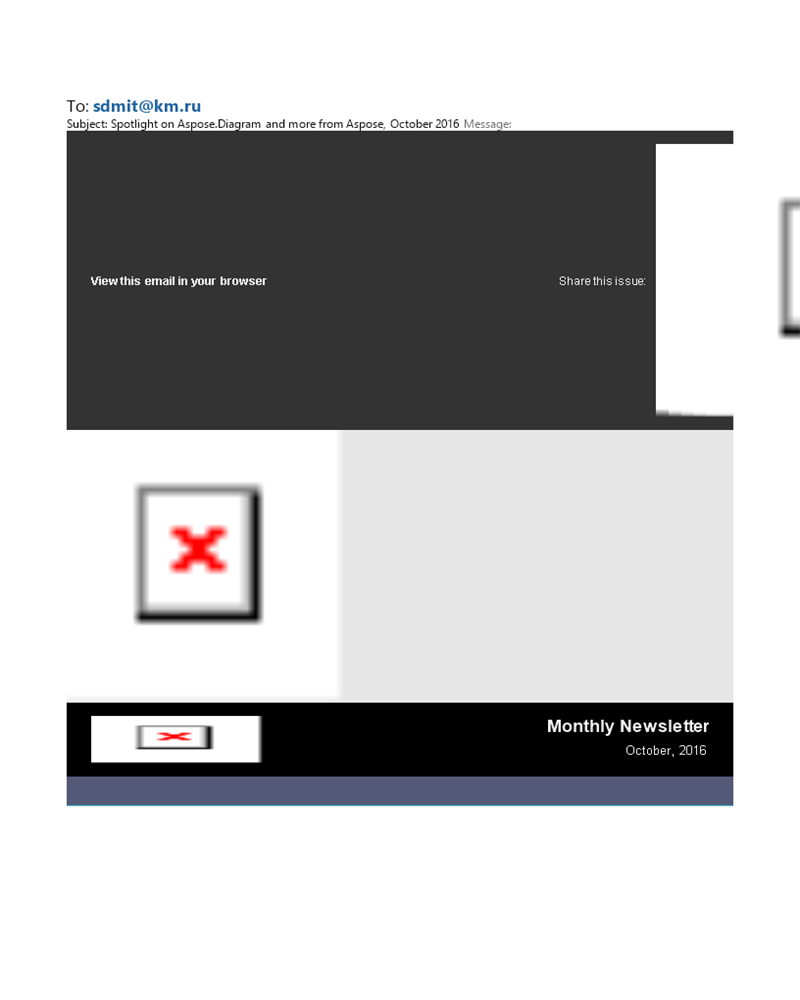 To: sdmit@km.ru
Subject: Spotlight on Aspose.Diagram and more from Aspose, October 2016 Message:
View this email in your browser
Share this issue:
Monthly Newsletter
October, 2016